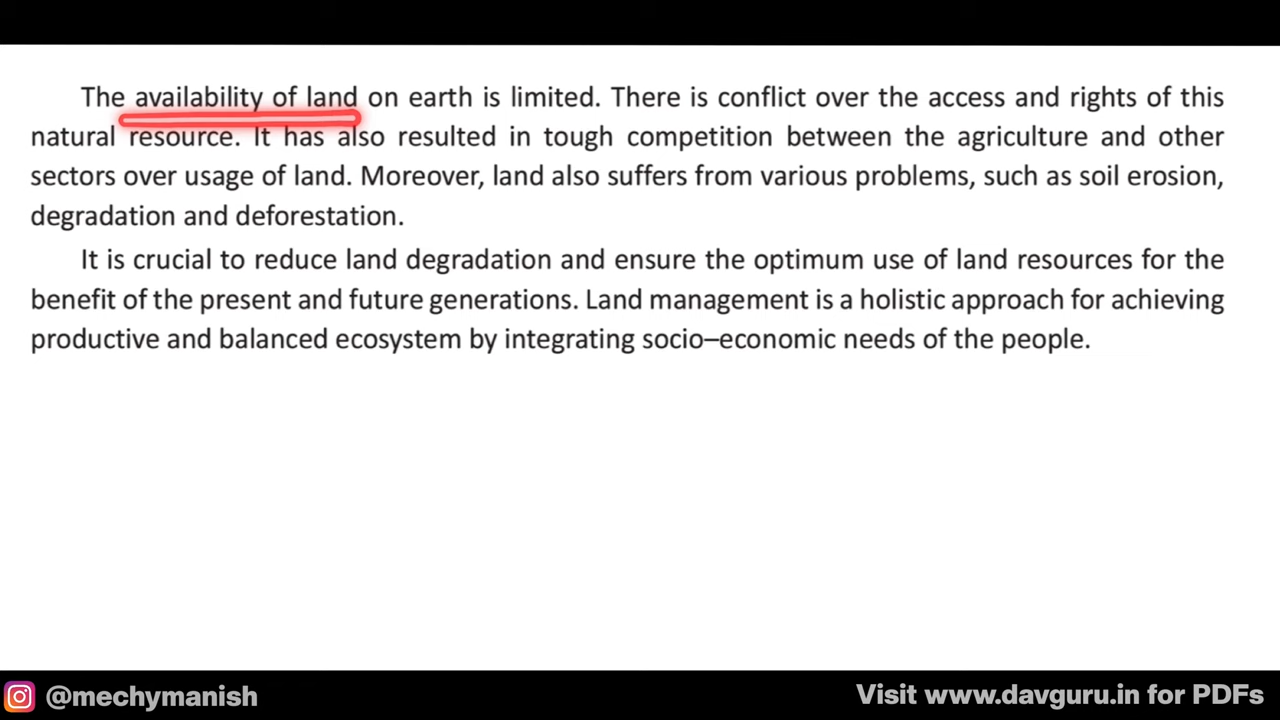 The availability of land on earth is limited. There is conflict over the access and rights of this
natural resource. It has also resulted in tough competition between the agriculture and other
sectors over usage of land. Moreover, land also suffers from various problems, such as soil erosion,
degradation and deforestation.
It is crucial to reduce land degradation and ensure the optimum use of land resources for the
benefit of the present and future generations. Land management is a holistic approach for achieving
productive and balanced ecosystem by integrating socio–economic needs of the people.
@mechymanish
Visit www.davguru.in for PDFs